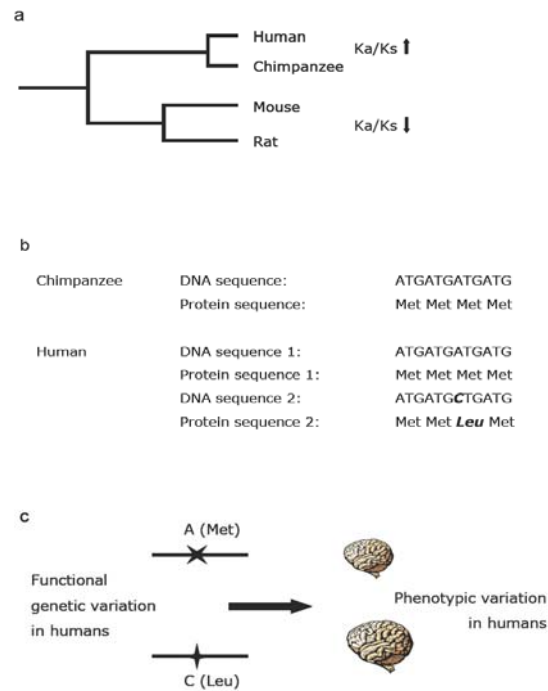 a
Human
Chimpanzee
Ka/Ks ⬆
Mouse
Rat
Ka/Ks ⬇
b
Chimpanzee DNA sequence: ATGATGATGATG
Protein sequence: Met Met Met Met
Human DNA sequence 1: ATGATGATGATG
Protein sequence 1: Met Met Met Met
DNA sequence 2: ATGATGCTGATG
Protein sequence 2: Met Met Leu Met
c
A (Met)
Functional
genetic variation
in humans
C (Leu)
Phenotypic variation
in humans